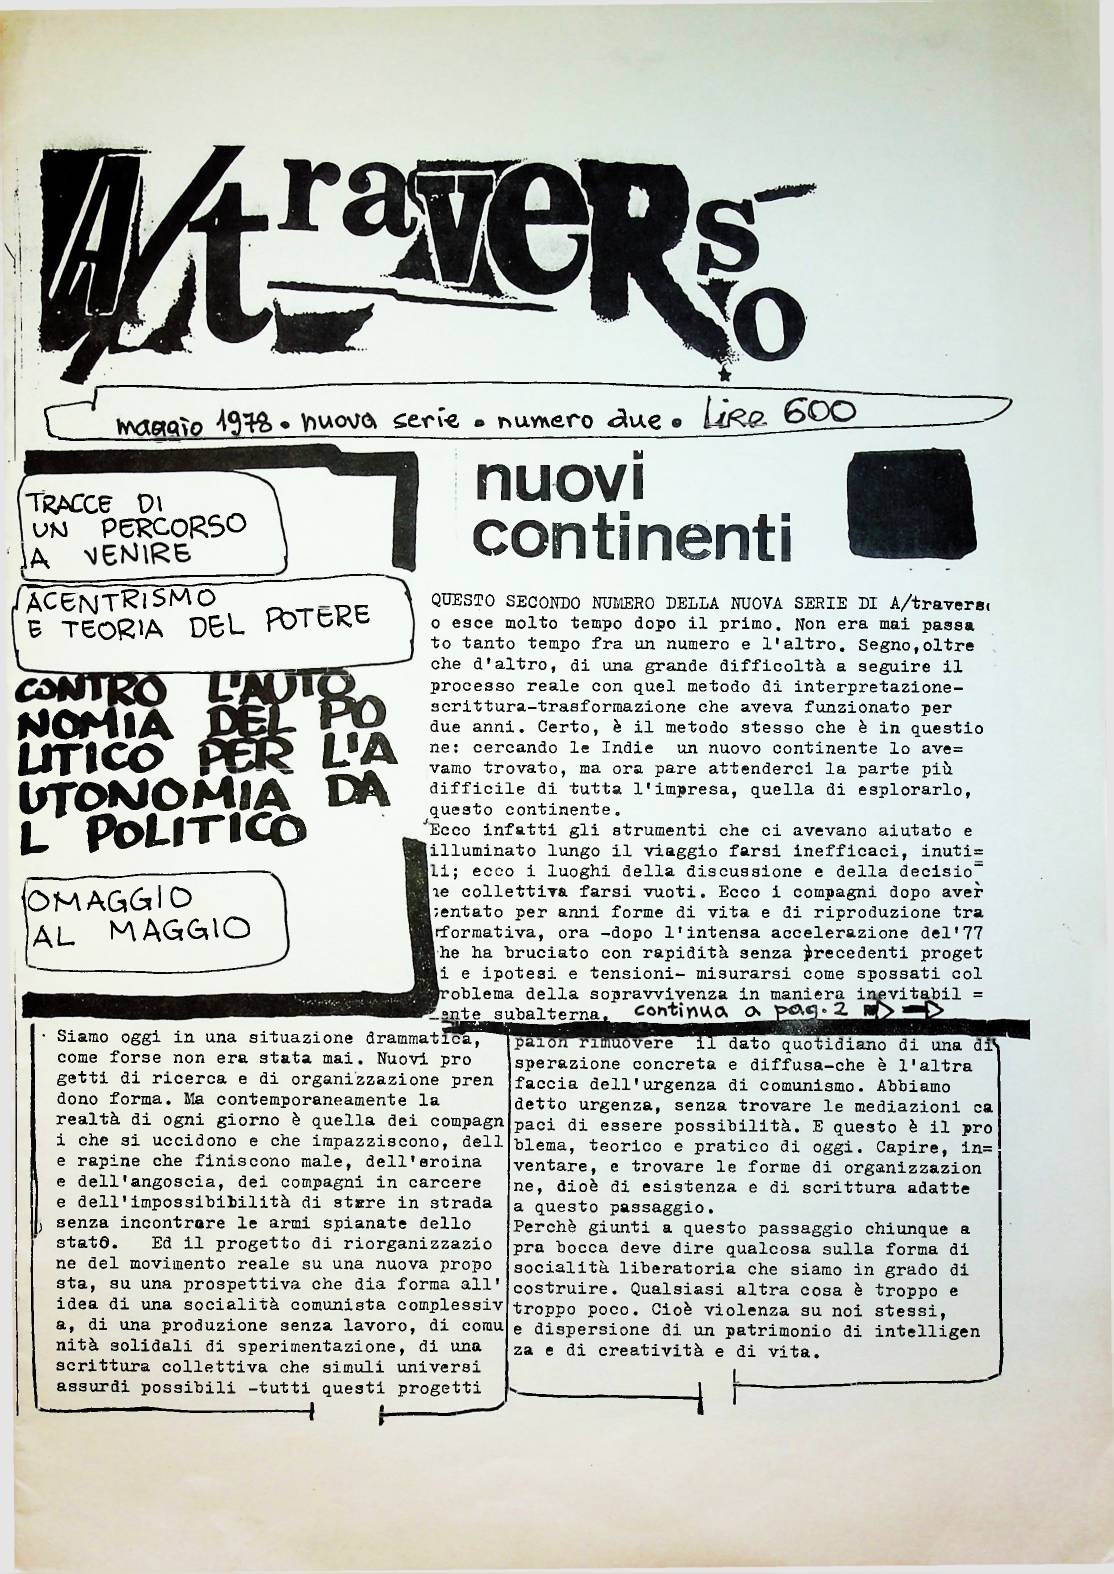 A/traverso
maggio 1978 • nuova serie • numero due • lire 600
TRACCE DI
UN PERCORSO
A VENIRE
ACENTRISMO
E TEORIA DEL POTERE
CONTRO L'AUTO
NOMIA DEL PO
LITICO PER L'A
UTONOMIA DA
L POLITICO
OMAGGIO
AL MAGGIO
nuovi
continenti
QUESTO SECONDO NUMERO DELLA NUOVA SERIE DI A/travers
o esce molto tempo dopo il primo. Non era mai passa
to tanto tempo fra un numero e l'altro. Segno,oltre
che d'altro, di una grande difficoltà a seguire il
processo reale con quel metodo di interpretazione-
scrittura-trasformazione che aveva funzionato per
due anni. Certo, è il metodo stesso che è in questio
ne: cercando le Indie un nuovo continente lo ave=
vamo trovato, ma ora pare attenderci la parte più
difficile di tutta l'impresa, quella di esplorarlo,
questo continente.
Ecco infatti gli strumenti che ci avevano aiutato e
illuminato lungo il viaggio farsi inefficaci, inuti=
li; ecco i luoghi della discussione e della decisio=
ne collettiva farsi vuoti. Ecco i compagni dopo aver
tentato per anni forme di vita e di riproduzione tra
sformativa, ora -dopo l'intensa accelerazione del'77
che ha bruciato con rapidità senza precedenti proget
ti e ipotesi e tensioni- misurarsi come spossati col
problema della sopravvivenza in maniera inevitabil =
mente subalterna. continua a pag. 2
Siamo oggi in una situazione drammatica,
come forse non era stata mai. Nuovi pro
getti di ricerca e di organizzazione pren
dono forma. Ma contemporaneamente la
realtà di ogni giorno è quella dei compagn
i che si uccidono e che impazziscono, dell
e rapine che finiscono male, dell'eroina
e dell'angoscia, dei compagni in carcere
e dell'impossibibilità di stare in strada
senza incontrare le armi spianate dello
stato. Ed il progetto di riorganizzazio
ne del movimento reale su una nuova propo
sta, su una prospettiva che dia forma all'
idea di una socialità comunista complessiv
a, di una produzione senza lavoro, di comu
nità solidali di sperimentazione, di una
scrittura collettiva che simuli universi
assurdi possibili -tutti questi progetti
paion rimuovere il dato quotidiano di una di
sperazione concreta e diffusa-che è l'altra
faccia dell'urgenza di comunismo. Abbiamo
detto urgenza, senza trovare le mediazioni ca
paci di essere possibilità. E questo è il pro
blema, teorico e pratico di oggi. Capire, in=
ventare, e trovare le forme di organizzazion
ne, dioè di esistenza e di scrittura adatte
a questo passaggio.
Perchè giunti a questo passaggio chiunque a
pra bocca deve dire qualcosa sulla forma di
socialità liberatoria che siamo in grado di
costruire. Qualsiasi altra cosa è troppo e
troppo poco. Cioè violenza su noi stessi,
e dispersione di un patrimonio di intelligen
za e di creatività e di vita.